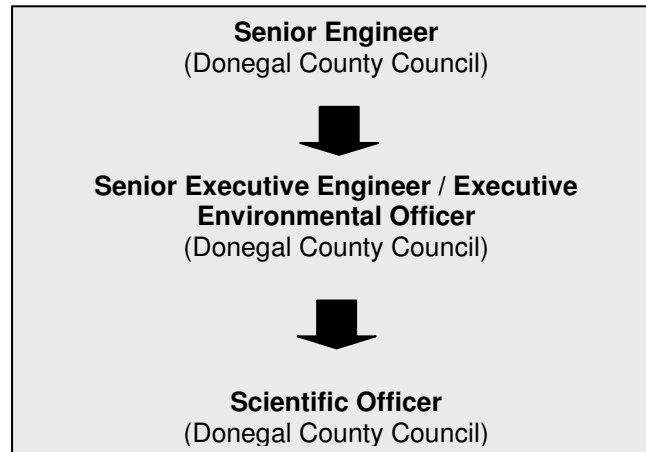 Senior Engineer
(Donegal County Council)
Senior Executive Engineer / Executive
Environmental Officer
(Donegal County Council)
Scientific Officer
(Donegal County Council)